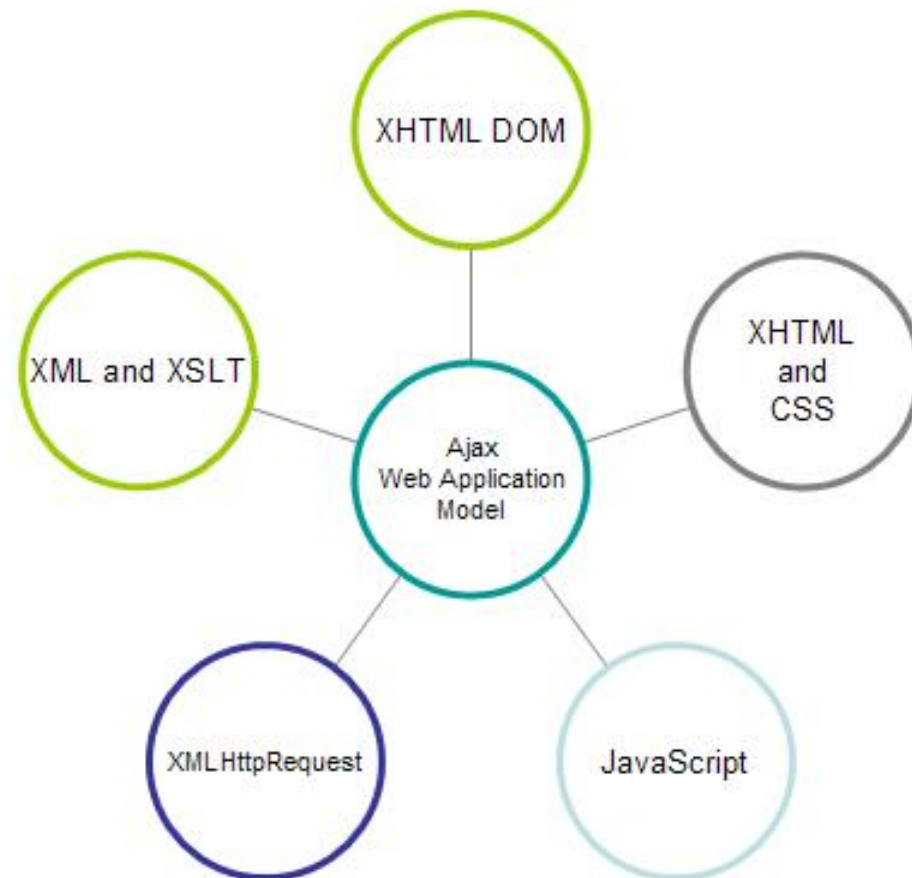 XHTML DOM
XML and XSLT
XHTML
and
CSS
Ajax
Web Application
Model
XMLHttpRequest
JavaScript